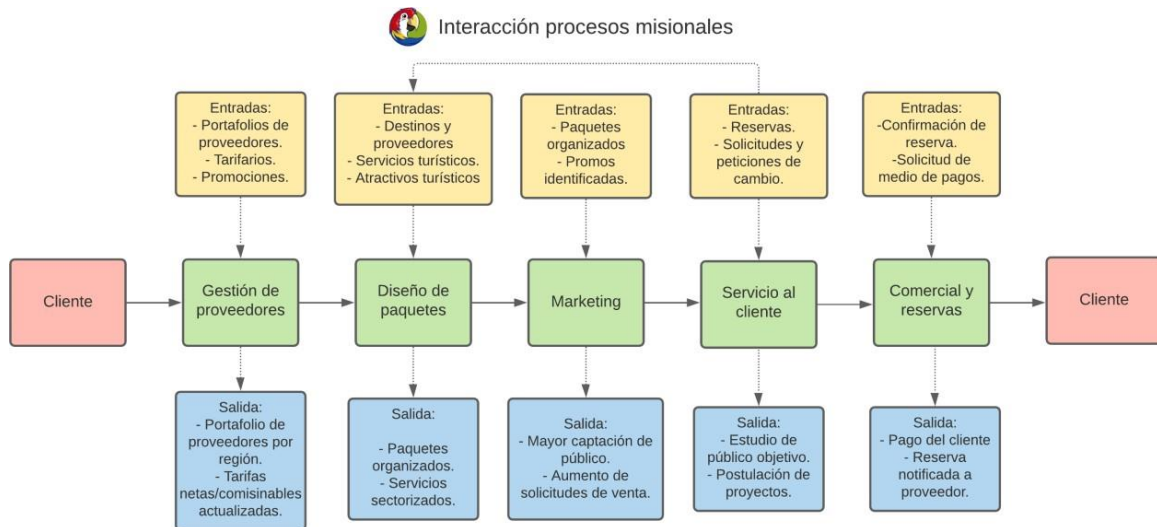 Interacción procesos misionales
Entradas:
- Portafolios de
proveedores.
- Tarifarios.
- Promociones.
Entradas:
- Destinos y
proveedores
- Servicios turísticos.
- Atractivos turísticos
Entradas:
- Paquetes
organizados
- Promos
identificadas.
Entradas:
- Reservas.
- Solicitudes y
peticiones de
cambio.
Entradas:
-Confirmación de
reserva.
-Solicitud de
medio de pagos.
Cliente
Gestión de
proveedores
Diseño de
paquetes
Marketing
Servicio al
cliente
Comercial y
reservas
Cliente
Salida:
- Portafolio de
proveedores por
región.
- Tarifas
netas/comisinables
actualizadas.
Salida:
- Paquetes
organizados.
- Servicios
sectorizados.
Salida:
- Mayor captación de
público.
- Aumento de
solicitudes de venta.
Salida:
- Estudio de
público objetivo.
- Postulación de
proyectos.
Salida:
- Pago del cliente
- Reserva
notificada a
proveedor.